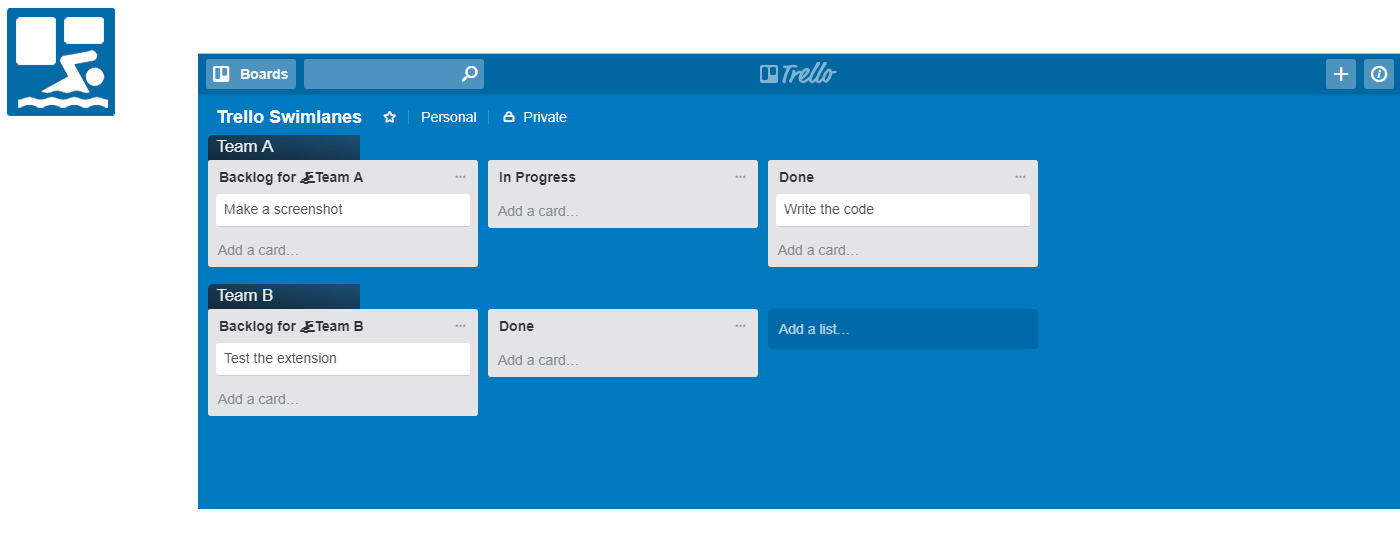 Boards
Trello
Trello Swimlanes Personal Private
Team A
Backlog for Team A
Make a screenshot
Add a card…
In Progress
Add a card…
Done
Write the code
Add a card…
Team B
Backlog for Team B
Test the extension
Add a card…
Done
Add a card…
Add a list…